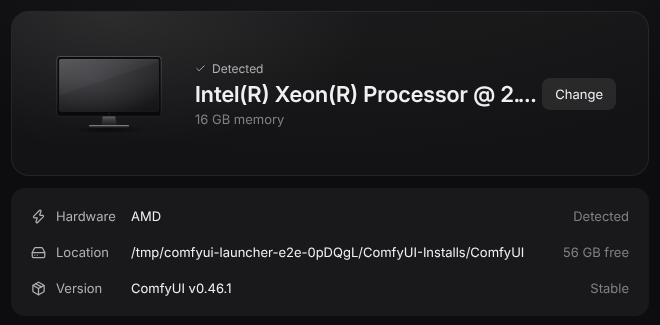 Detected
Intel(R) Xeon(R) Processor @ 2....
Change
16 GB memory
Hardware AMD Detected
Location /tmp/comfyui-launcher-e2e-0pDQgL/ComfyUI-Installs/ComfyUI 56 GB free
Version ComfyUI v0.46.1 Stable